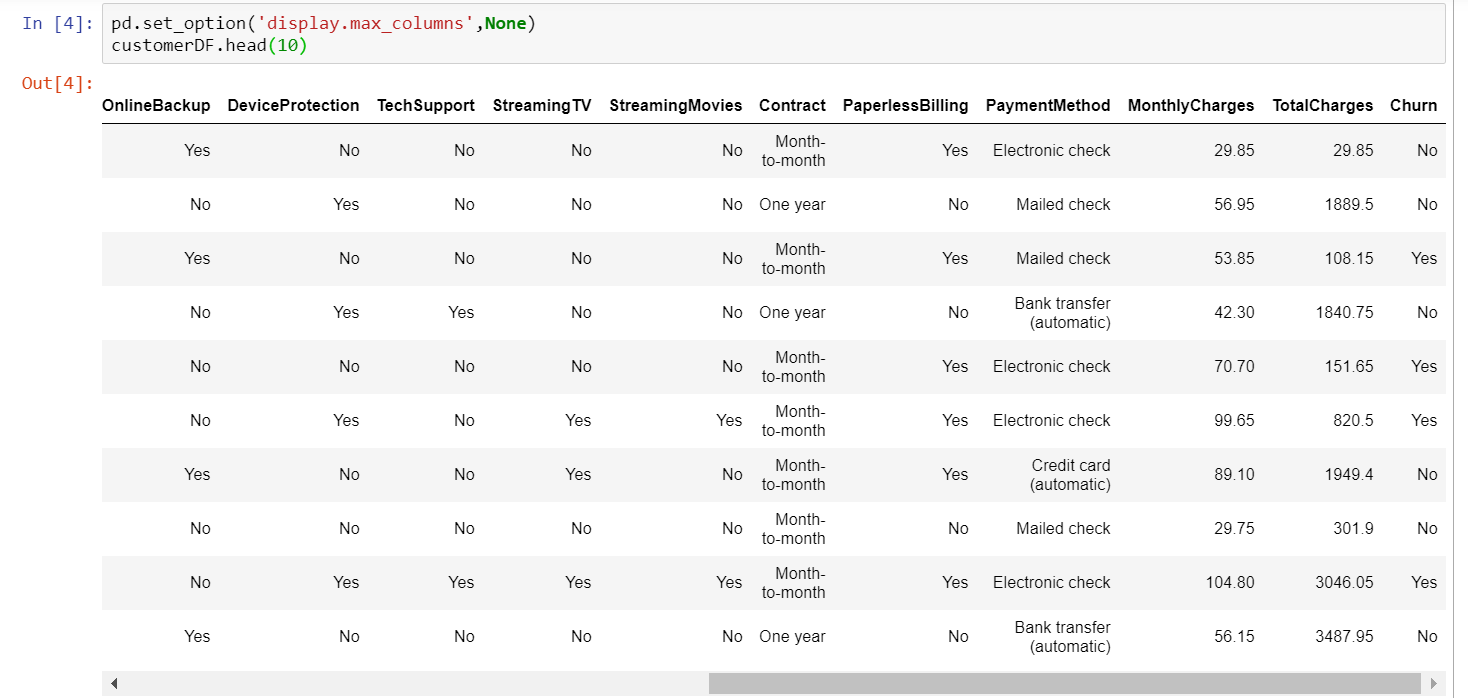 In [4]: pd.set_option('display.max_columns',None)
customerDF.head(10)
Out[4]:
OnlineBackup DeviceProtection TechSupport StreamingTV StreamingMovies Contract PaperlessBilling PaymentMethod MonthlyCharges TotalCharges Churn
Yes No No No No Month-to-month Yes Electronic check 29.85 29.85 No
No Yes No No No One year No Mailed check 56.95 1889.5 No
Yes No No No No Month-to-month Yes Mailed check 53.85 108.15 Yes
No Yes Yes No No One year No Bank transfer (automatic) 42.30 1840.75 No
No No No No No Month-to-month Yes Electronic check 70.70 151.65 Yes
No Yes No Yes Yes Month-to-month Yes Electronic check 99.65 820.5 Yes
Yes No No Yes No Month-to-month Yes Credit card (automatic) 89.10 1949.4 No
No No No No No Month-to-month No Mailed check 29.75 301.9 No
No Yes Yes Yes Yes Month-to-month Yes Electronic check 104.80 3046.05 Yes
Yes No No No No One year No Bank transfer (automatic) 56.15 3487.95 No